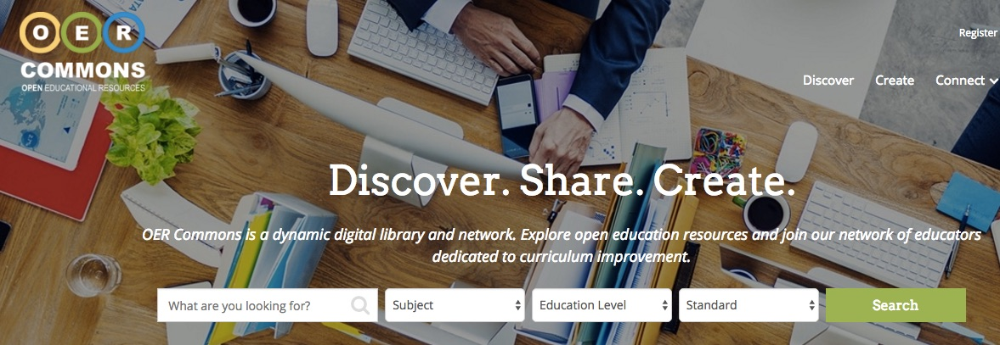 O E R
COMMONS
OPEN EDUCATIONAL RESOURCES
Register
Discover Create Connect
Discover. Share. Create.
OER Commons is a dynamic digital library and network. Explore open education resources and join our network of educators
dedicated to curriculum improvement.
What are you looking for? Subject Education Level Standard Search